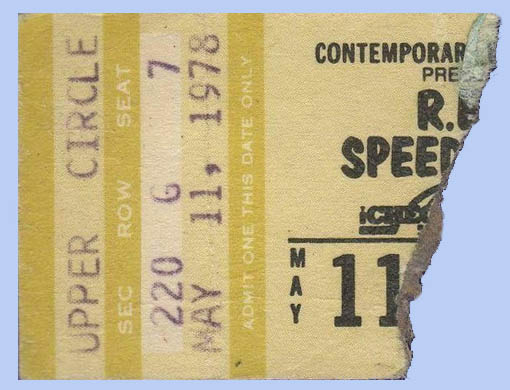 UPPER CIRCLE
SEC ROW SEAT
220 G 7
MAY 11, 1978
ADMIT ONE THIS DATE ONLY
CONTEMPORAR
PRE
R.E
SPEED
MAY 11